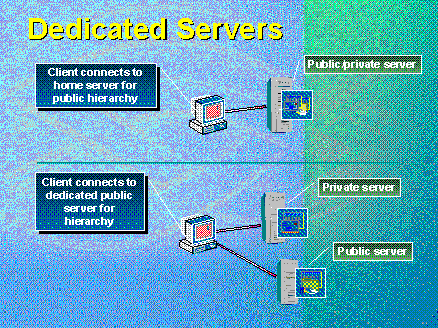 Dedicated Servers
Client connects to
home server for
public hierarchy
Public/private server
Client connects to
dedicated public
server for
hierarchy
Private server
Public server